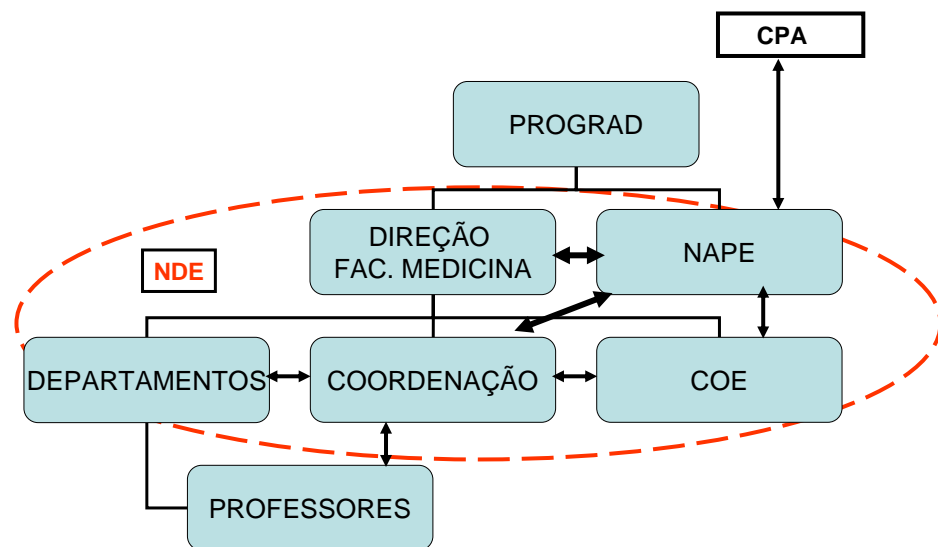 CPA
PROGRAD
DIREÇÃO
FAC. MEDICINA
NAPE
NDE
DEPARTAMENTOS
COORDENAÇÃO
COE
PROFESSORES